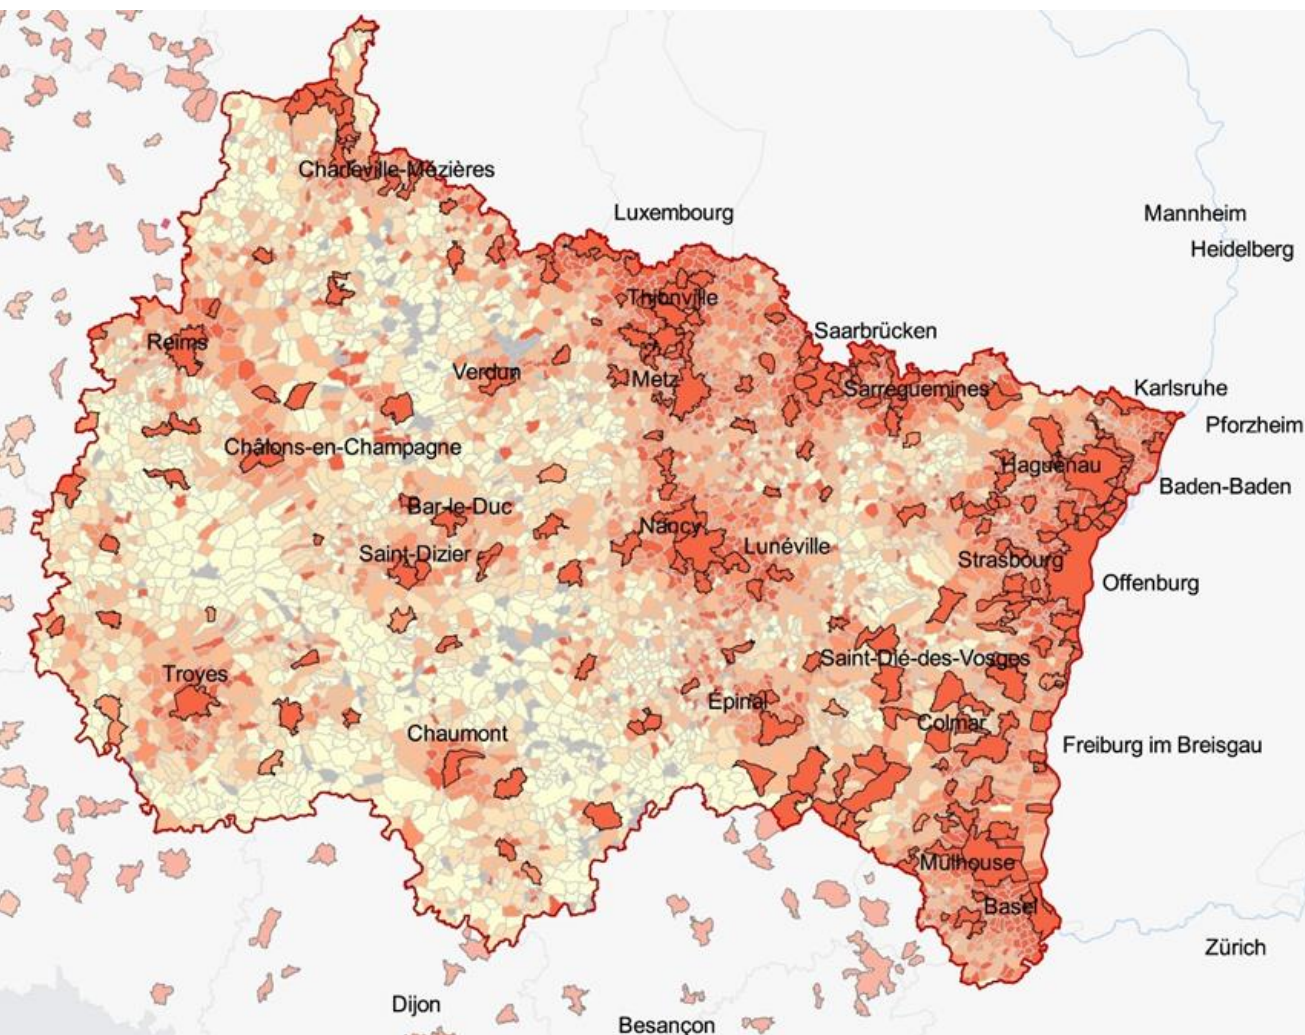 Charleville-Mézières
Luxembourg
Mannheim
Heidelberg
Thionville
Saarbrücken
Reims
Verdun
Metz
Sarreguemines
Karlsruhe
Pforzheim
Châlons-en-Champagne
Haguenau
Baden-Baden
Bar-le-Duc
Nancy
Saint-Dizier
Lunéville
Strasbourg
Offenburg
Troyes
Saint-Dié-des-Vosges
Épinal
Chaumont
Colmar
Freiburg im Breisgau
Mulhouse
Basel
Zürich
Dijon
Besançon